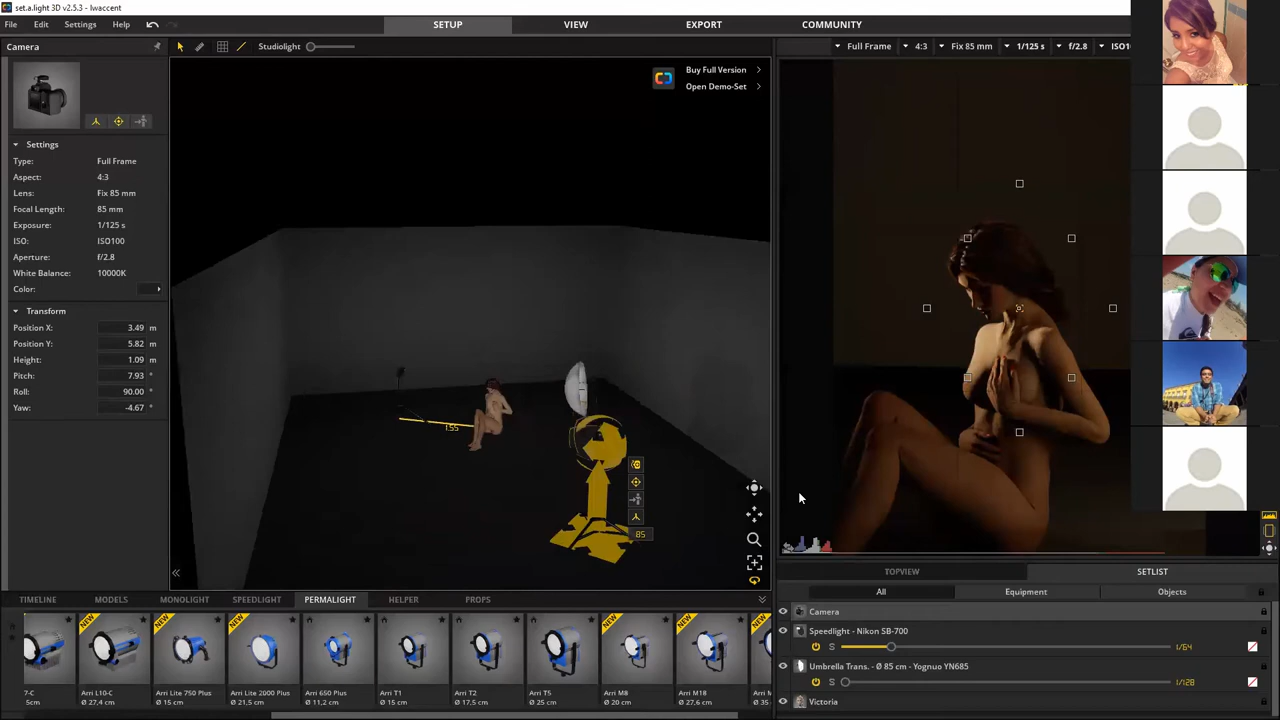 set.a.light 3D v2.5.3 - lwaccent
File Edit Settings Help SETUP VIEW EXPORT COMMUNITY
Camera Studiolight Full Frame 4:3 Fix 85 mm 1/125 s f/2.8 ISO10
Buy Full Version
Open Demo-Set
Settings
Type: Full Frame
Aspect: 4:3
Lens: Fix 85 mm
Focal Length: 85 mm
Exposure: 1/125 s
ISO: ISO100
Aperture: f/2.8
White Balance: 10000K
Color:
Transform
Position X: 3.49 m
Position Y: 5.82 m
Height: 1.09 m
Pitch: 7.93 °
Roll: 90.00 °
Yaw: -4.67 °
1.55
85
TOPVIEW SETLIST
All Equipment Objects
Camera
Speedlight - Nikon SB-700
S 1/64
Umbrella Trans. - Ø 85 cm - Yognuo YN685
S 1/128
Victoria
TIMELINE MODELS MONOLIGHT SPEEDLIGHT PERMALIGHT HELPER PROPS
NEW NEW NEW NEW NEW NEW
7-C Arri L10-C Arri Lite 750 Plus Arri Lite 2000 Plus Arri 650 Plus Arri T1 Arri T2 Arri T5 Arri M8 Arri M18 Arri M
Ø 27,4 cm Ø 15 cm Ø 21,5 cm Ø 11,2 cm Ø 15 cm Ø 17,5 cm Ø 25 cm Ø 20 cm Ø 27,6 cm